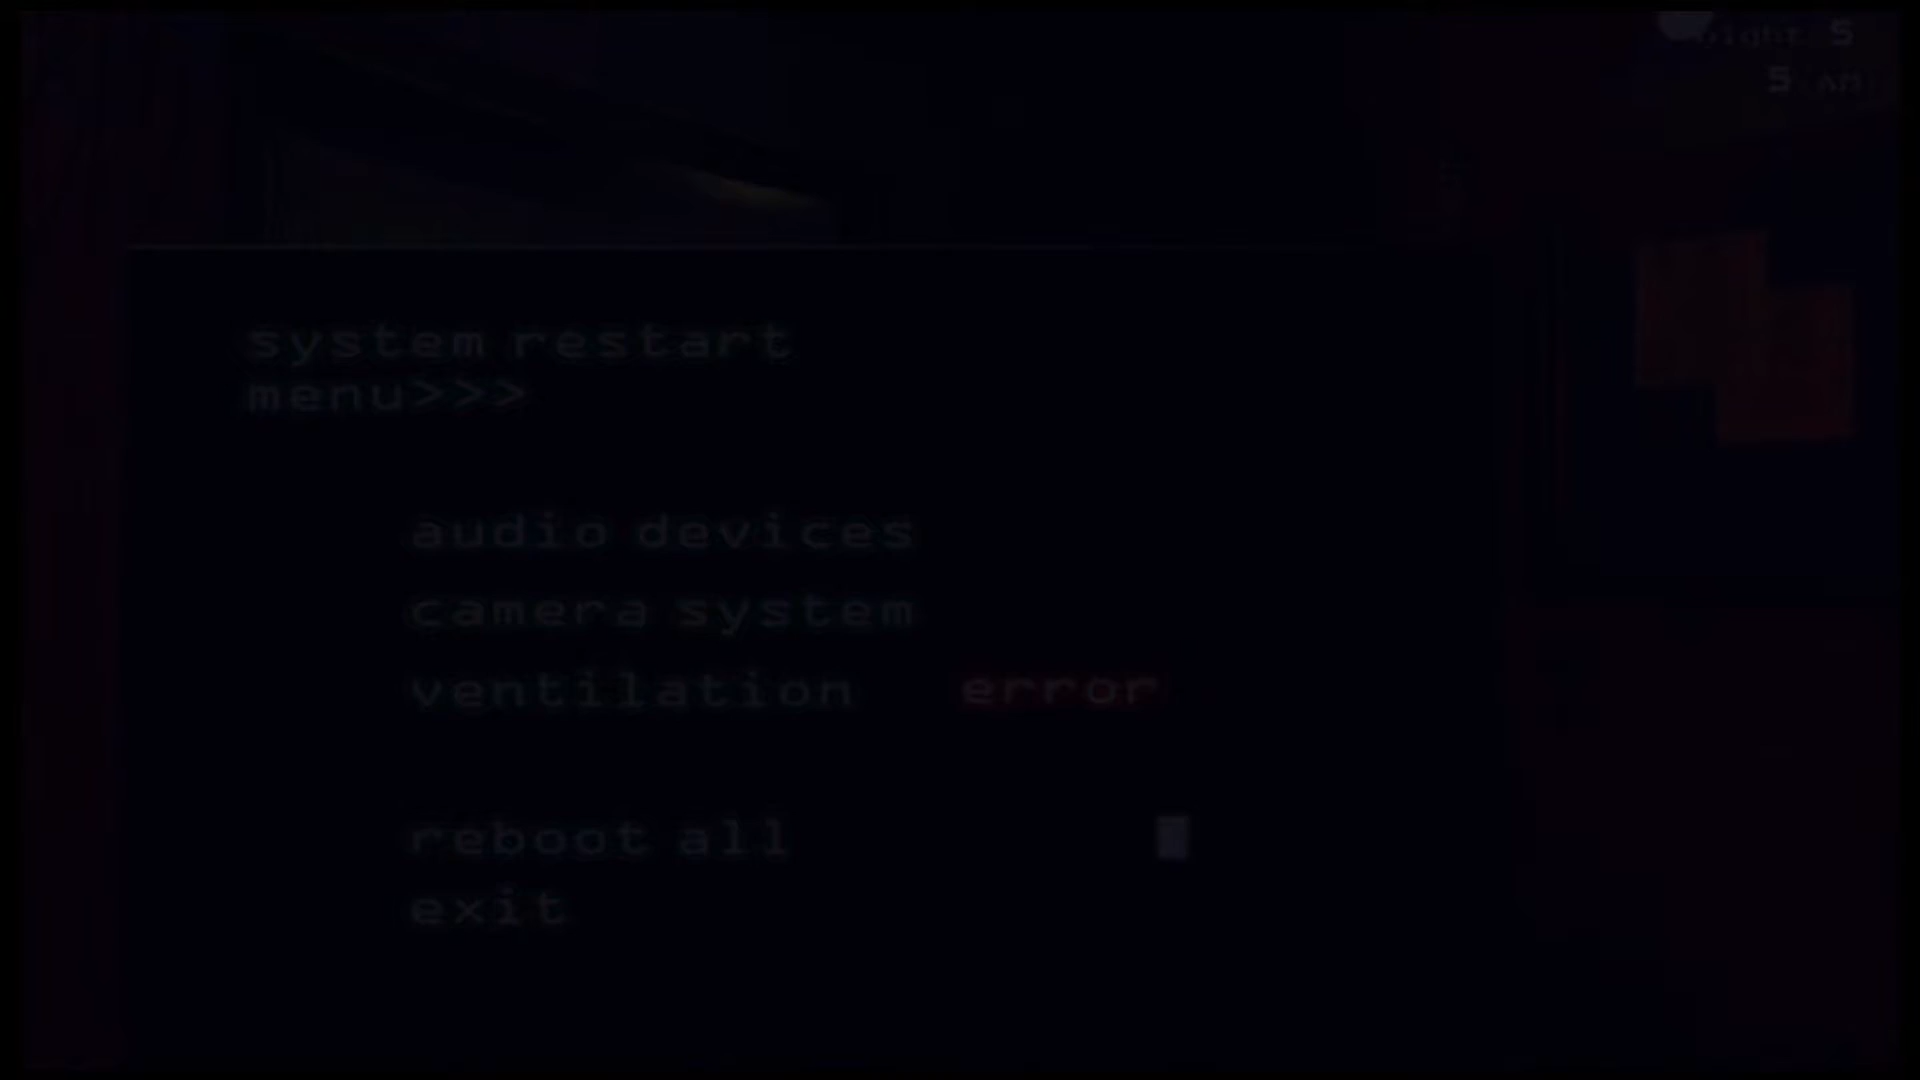 Night 5
5 AM
system restart
menu>>>
audio devices
camera system
ventilation error
reboot all
exit